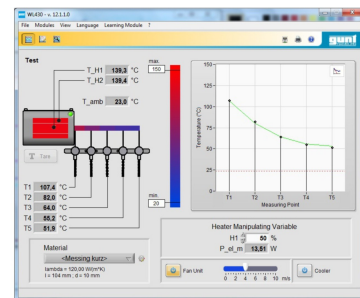 WL430 - v. 12.1.1.0
File Modules View Language Learning Module ?
gunt
Test
T_H1 139,3 °C
T_H2 139,4 °C
T_amb 23,0 °C
max.
150
Tare
T1 107,4 °C
T2 82,0 °C
T3 64,0 °C
T4 55,2 °C
T5 51,9 °C
min.
20
Material
<Messing kurz>
lambda = 120,00 W/(m*K)
l = 104 mm ; d = 10 mm
Temperature (°C)
150
125
100
75
50
25
0
T1 T2 T3 T4 T5
Measuring Point
Heater Manipulating Variable
H1 50 %
P_el_m 13,51 W
Fan Unit
0 2 4 6 8 10 m/s
Cooler